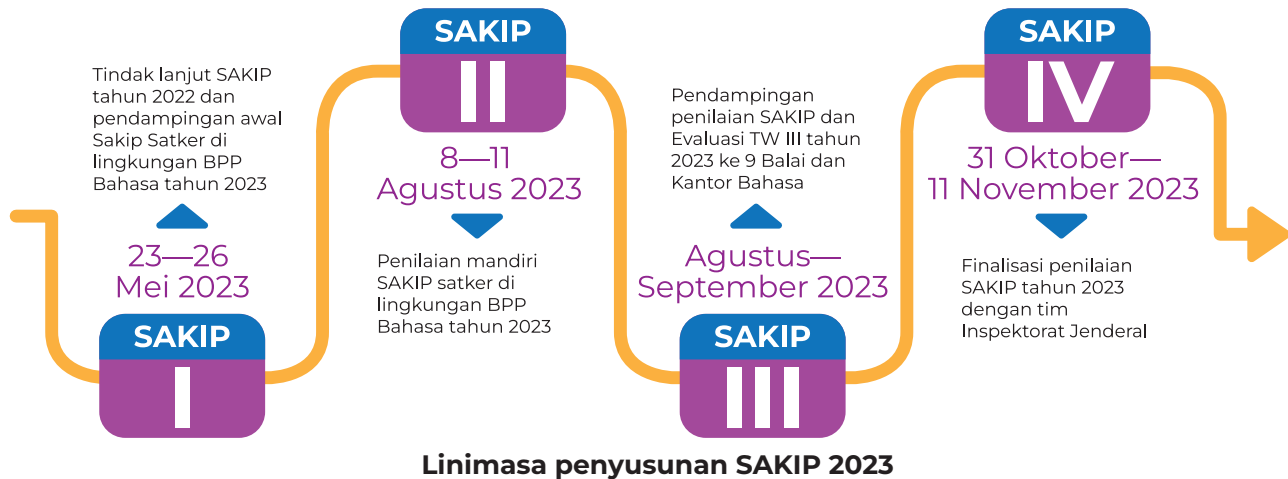 Tindak lanjut SAKIP
tahun 2022 dan
pendampingan awal
Sakip Satker di
lingkungan BPP
Bahasa tahun 2023
23—26
Mei 2023
SAKIP
I
SAKIP
II
8—11
Agustus 2023
Penilaian mandiri
SAKIP satker di
lingkungan BPP
Bahasa tahun 2023
Pendampingan
penilaian SAKIP dan
Evaluasi TW III tahun
2023 ke 9 Balai dan
Kantor Bahasa
Agustus—
September 2023
SAKIP
III
SAKIP
IV
31 Oktober—
11 November 2023
Finalisasi penilaian
SAKIP tahun 2023
dengan tim
Inspektorat Jenderal
Linimasa penyusunan SAKIP 2023